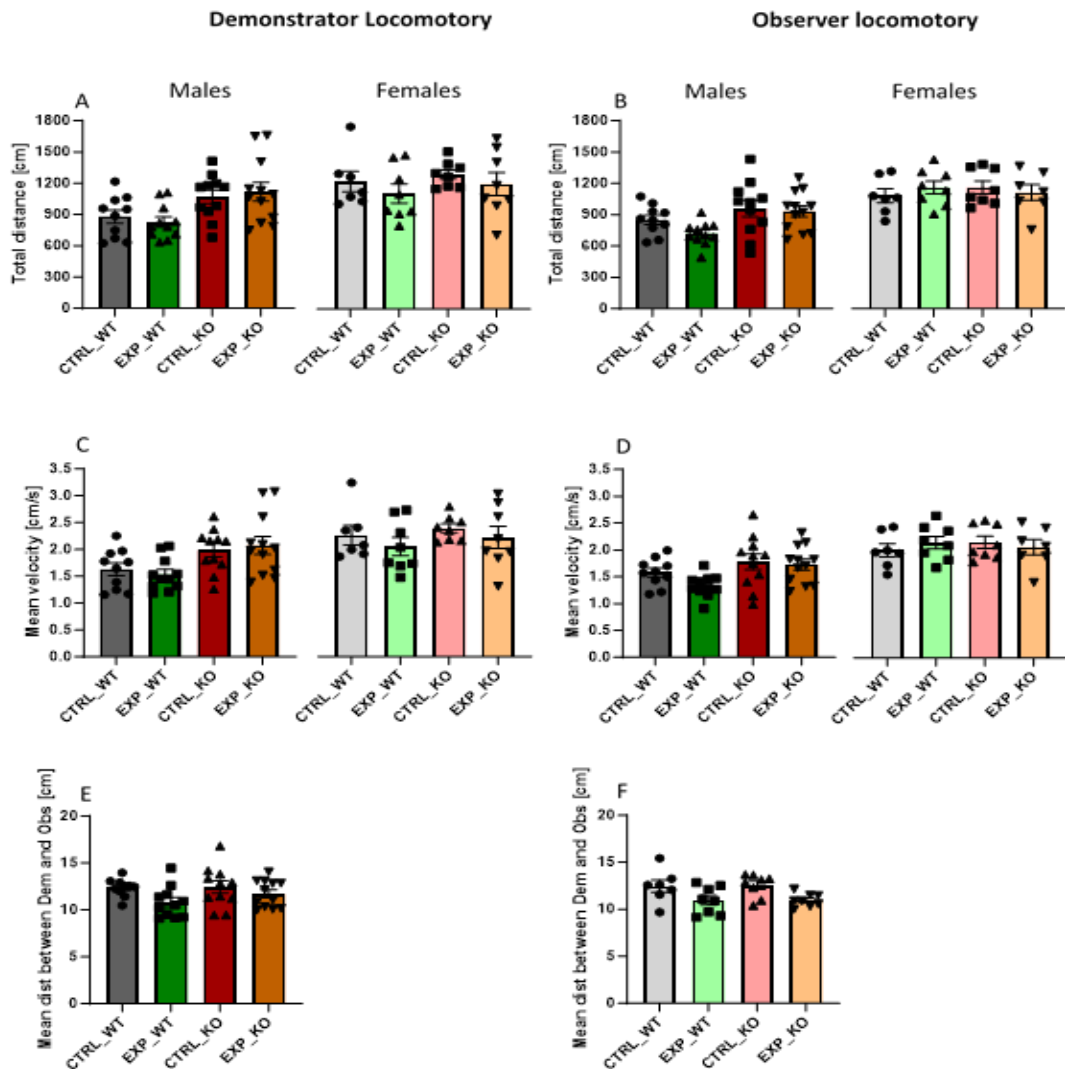 Demonstrator Locomotory
Observer locomotory
A
Males
Females
Total distance [cm]
1800
1500
1200
900
600
300
0
CTRL_WT
EXP_WT
CTRL_KO
EXP_KO
CTRL_WT
EXP_WT
CTRL_KO
EXP_KO
B
Males
Females
Total distance [cm]
1800
1500
1200
900
600
300
0
CTRL_WT
EXP_WT
CTRL_KO
EXP_KO
CTRL_WT
EXP_WT
CTRL_KO
EXP_KO
C
Mean velocity [cm/s]
3.5
3.0
2.5
2.0
1.5
1.0
0.5
0.0
CTRL_WT
EXP_WT
CTRL_KO
EXP_KO
CTRL_WT
EXP_WT
CTRL_KO
EXP_KO
D
Mean velocity [cm/s]
3.5
3.0
2.5
2.0
1.5
1.0
0.5
0.0
CTRL_WT
EXP_WT
CTRL_KO
EXP_KO
CTRL_WT
EXP_WT
CTRL_KO
EXP_KO
E
Mean dist between Dem and Obs [cm]
20
15
10
5
0
CTRL_WT
EXP_WT
CTRL_KO
EXP_KO
F
Mean dist between Dem and Obs [cm]
20
15
10
5
0
CTRL_WT
EXP_WT
CTRL_KO
EXP_KO